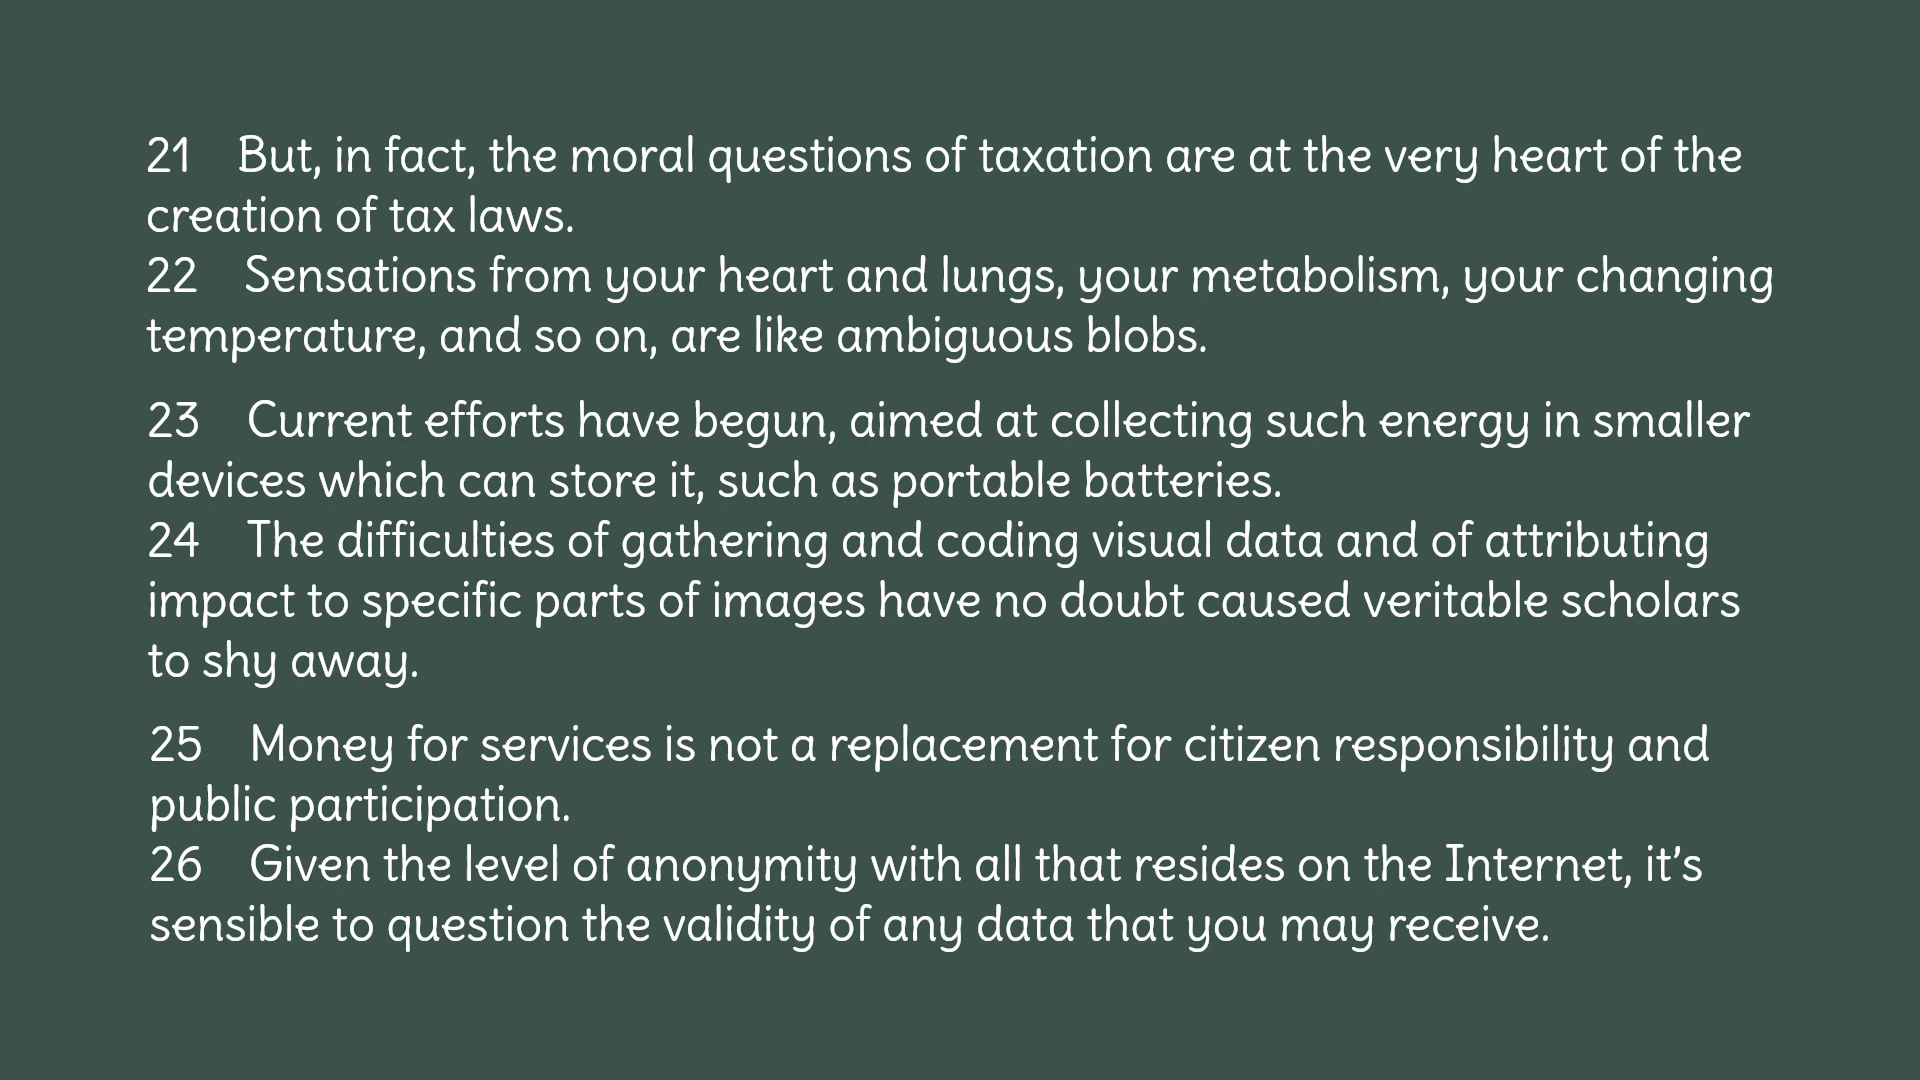 21 But, in fact, the moral questions of taxation are at the very heart of the
creation of tax laws.
22 Sensations from your heart and lungs, your metabolism, your changing
temperature, and so on, are like ambiguous blobs.
23 Current efforts have begun, aimed at collecting such energy in smaller
devices which can store it, such as portable batteries.
24 The difficulties of gathering and coding visual data and of attributing
impact to specific parts of images have no doubt caused veritable scholars
to shy away.
25 Money for services is not a replacement for citizen responsibility and
public participation.
26 Given the level of anonymity with all that resides on the Internet, it’s
sensible to question the validity of any data that you may receive.